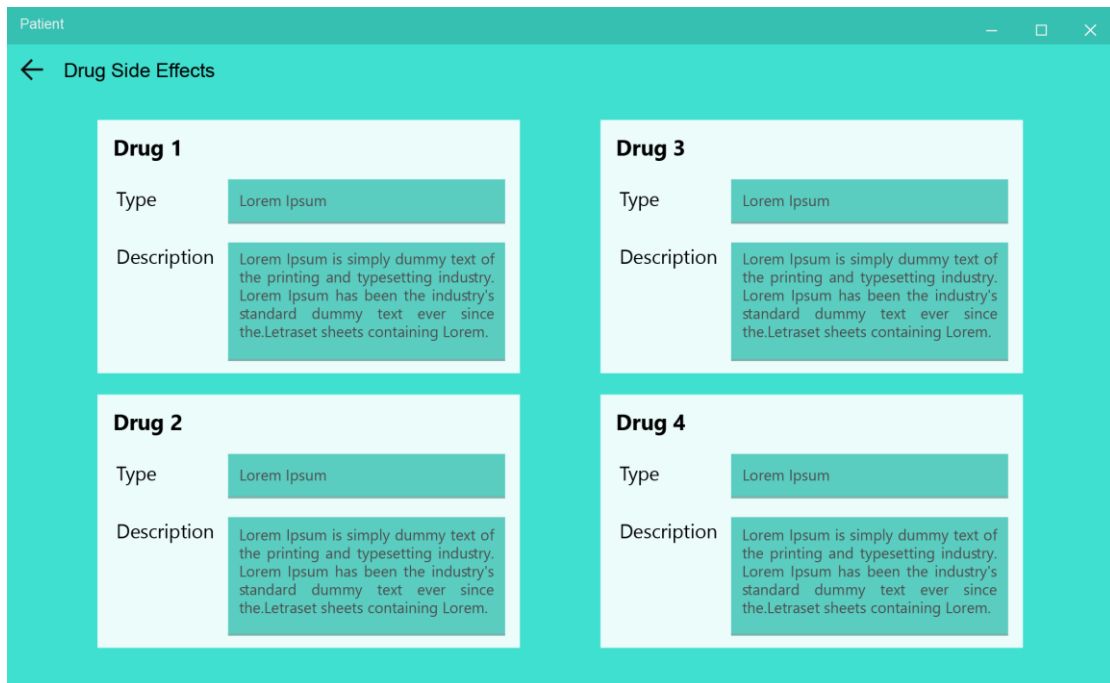 Patient
Drug Side Effects
Drug 1
Type
Lorem Ipsum
Description
Lorem Ipsum is simply dummy text of
the printing and typesetting industry.
Lorem Ipsum has been the industry's
standard dummy text ever since
the.Letraset sheets containing Lorem.
Drug 2
Type
Lorem Ipsum
Description
Lorem Ipsum is simply dummy text of
the printing and typesetting industry.
Lorem Ipsum has been the industry's
standard dummy text ever since
the.Letraset sheets containing Lorem.
Drug 3
Type
Lorem Ipsum
Description
Lorem Ipsum is simply dummy text of
the printing and typesetting industry.
Lorem Ipsum has been the industry's
standard dummy text ever since
the.Letraset sheets containing Lorem.
Drug 4
Type
Lorem Ipsum
Description
Lorem Ipsum is simply dummy text of
the printing and typesetting industry.
Lorem Ipsum has been the industry's
standard dummy text ever since
the.Letraset sheets containing Lorem.